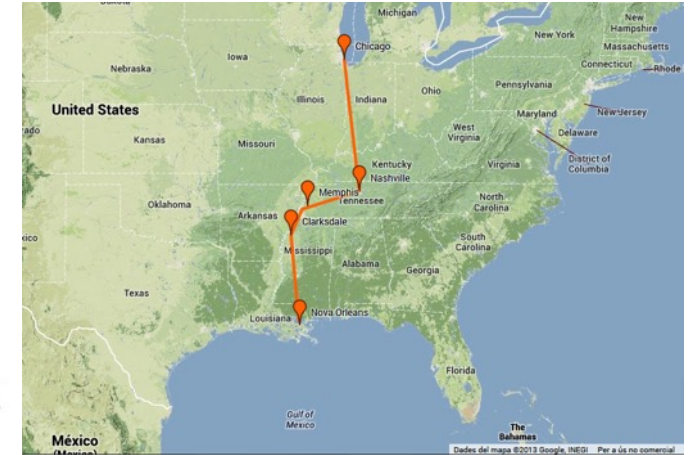 Michigan
New
Hampshire
New York
Massachusetts
Chicago
Connecticut
Rhode
Iowa
Nebraska
Ohio
Pennsylvania
Illinois
Indiana
United States
Maryland
New Jersey
West
Virginia
Delaware
Kansas
Missouri
Kentucky
Virginia
District of
Columbia
Nashville
Memphis
Tennessee
Oklahoma
North
Carolina
Arkansas
Clarksdale
South
Carolina
Mississippi
Alabama
Georgia
Texas
Louisiana
Nova Orleans
Florida
Gulf of
Mexico
The
Bahamas
México
Dades del mapa ©2013 Google, INEGI
Per a ús no comercial